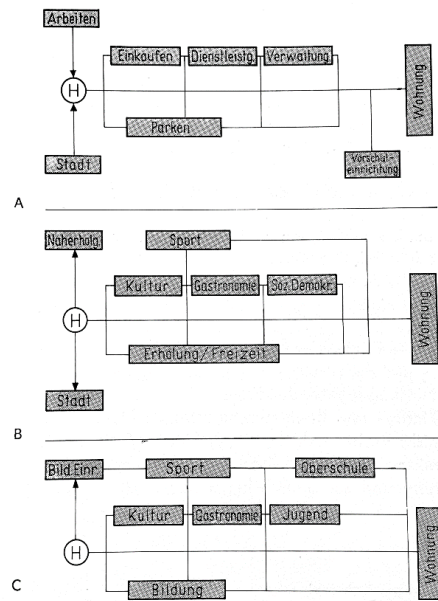 Arbeiten
Einkaufen Dienstleistg. Verwaltung
H
Wohnung
Parken
Stadt
Vorschul-
einrichtung
A
Naherholg.
Sport
Kultur Gastronomie Soz.Demokr.
H
Wohnung
Erholung/Freizeit
Stadt
B
Bild.Einr.
Sport
Oberschule
Kultur Gastronomie Jugend
H
Wohnung
Bildung
C